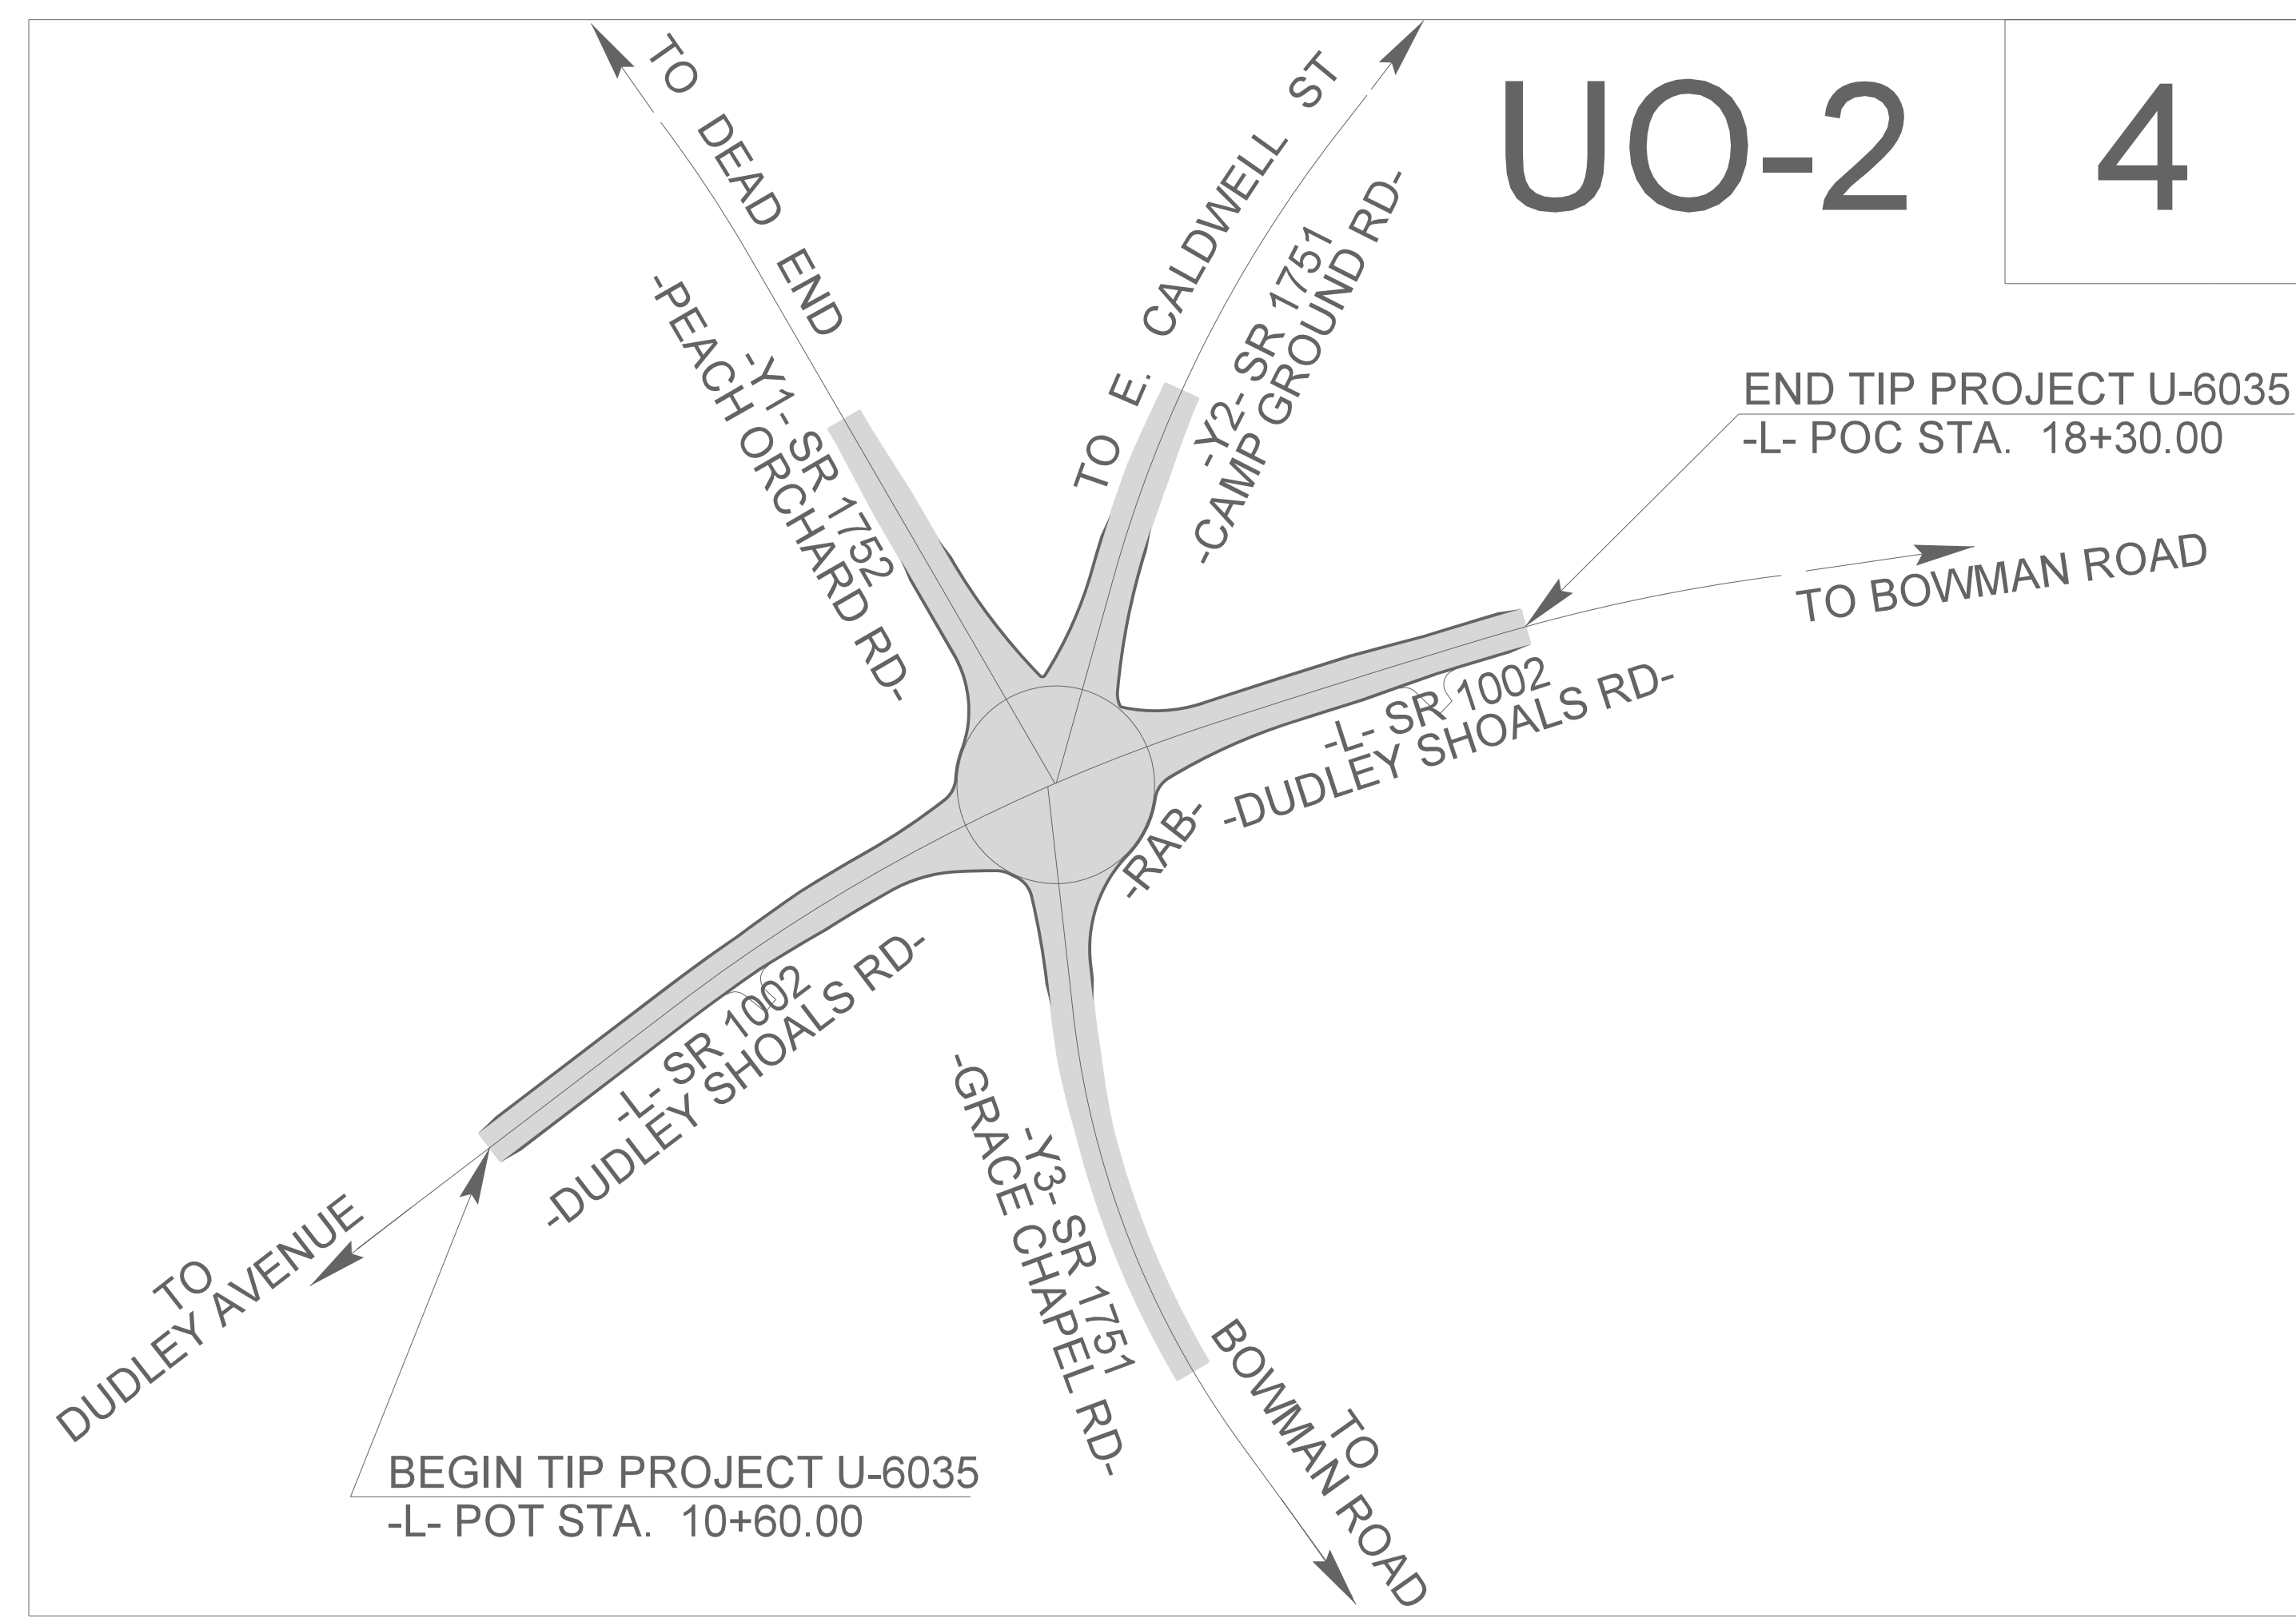 UO-2
4
TO DEAD END
-Y1- SR 1752
-PEACH ORCHARD RD-
TO E. CALDWELL ST
-Y2- SR 1751
-CAMP GROUND RD-
END TIP PROJECT U-6035
-L- POC STA. 18+30.00
TO BOWMAN ROAD
-L- SR 1002
-DUDLEY SHOALS RD-
-RAB-
-L- SR 1002
-DUDLEY SHOALS RD-
-Y3- SR 1751
-GRACE CHAPEL RD-
TO
DUDLEY AVENUE
TO
BOWMAN ROAD
BEGIN TIP PROJECT U-6035
-L- POT STA. 10+60.00